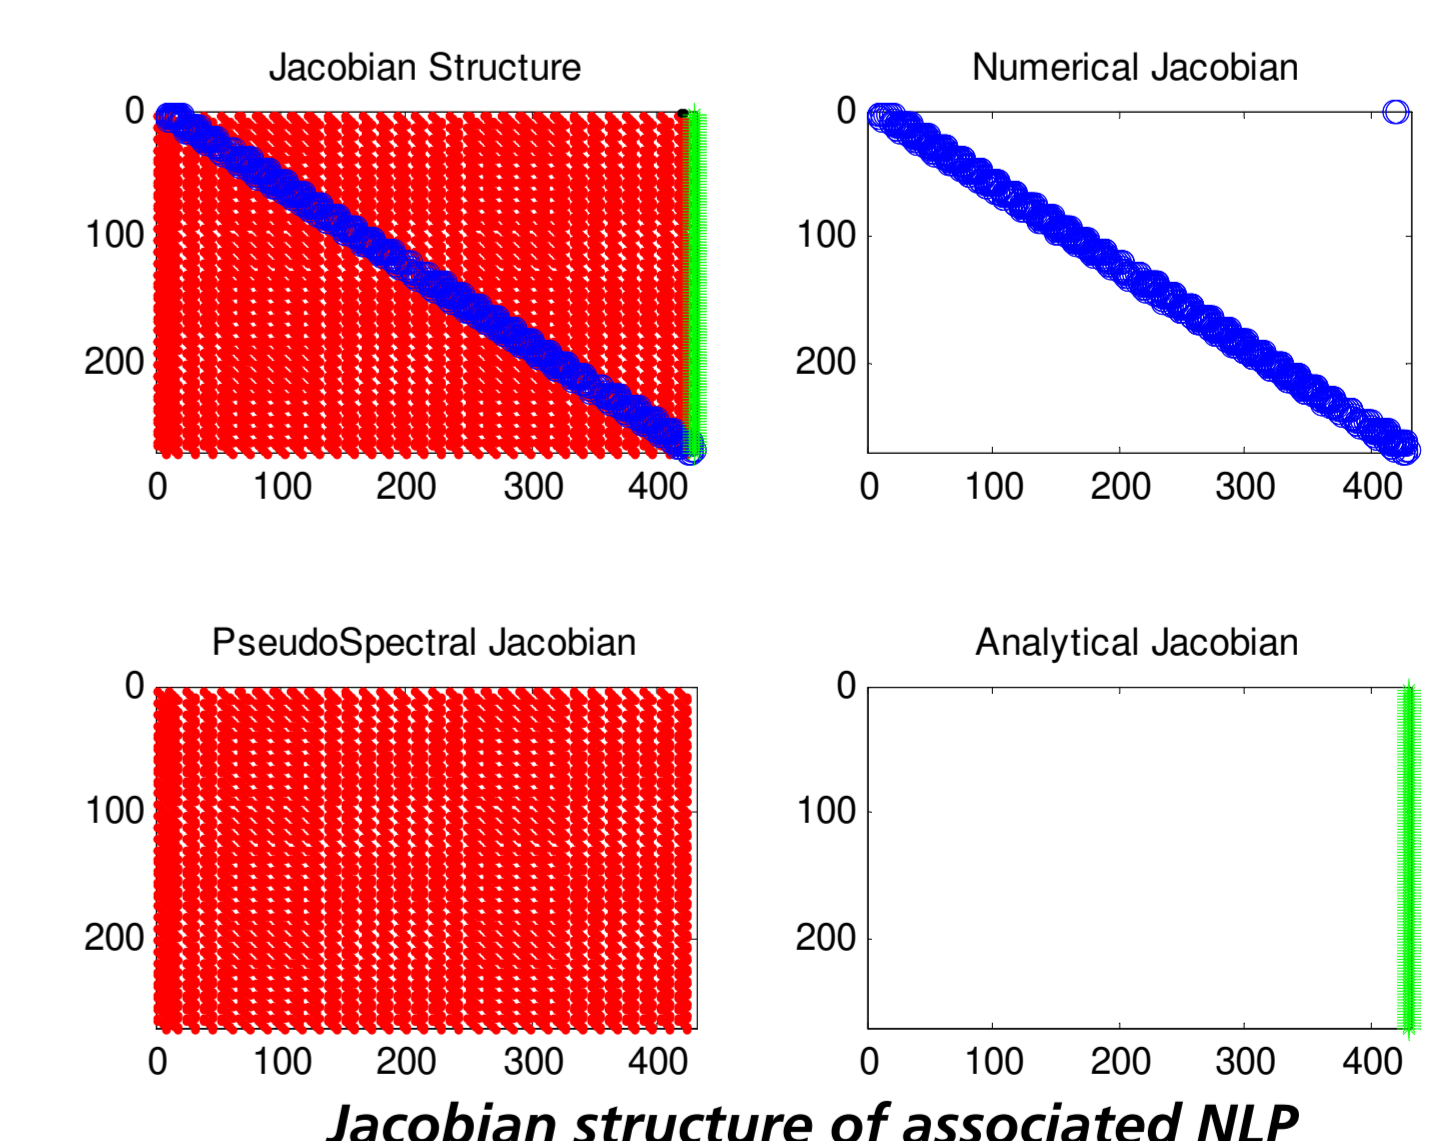 Jacobian Structure
0
100
200
0 100 200 300 400
Numerical Jacobian
0
100
200
0 100 200 300 400
PseudoSpectral Jacobian
0
100
200
0 100 200 300 400
Analytical Jacobian
0
100
200
0 100 200 300 400
Jacobian structure of associated NLP